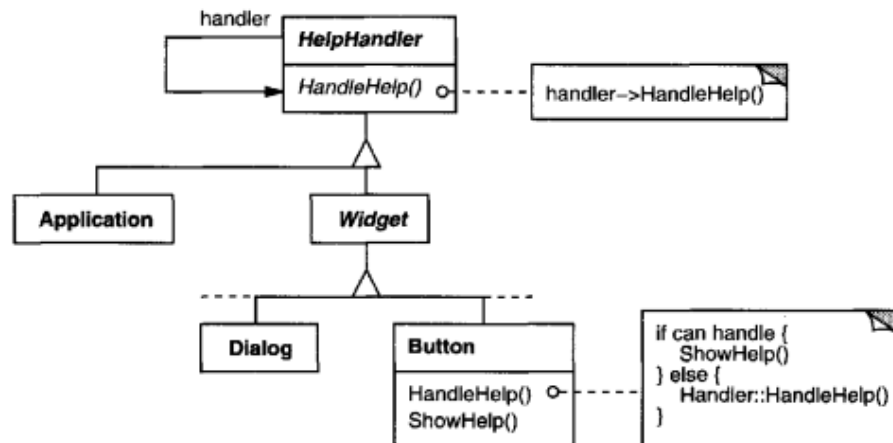 handler
HelpHandler
HandleHelp()
handler->HandleHelp()
Application
Widget
Dialog
Button
HandleHelp()
ShowHelp()
if can handle {
ShowHelp()
} else {
Handler::HandleHelp()
}